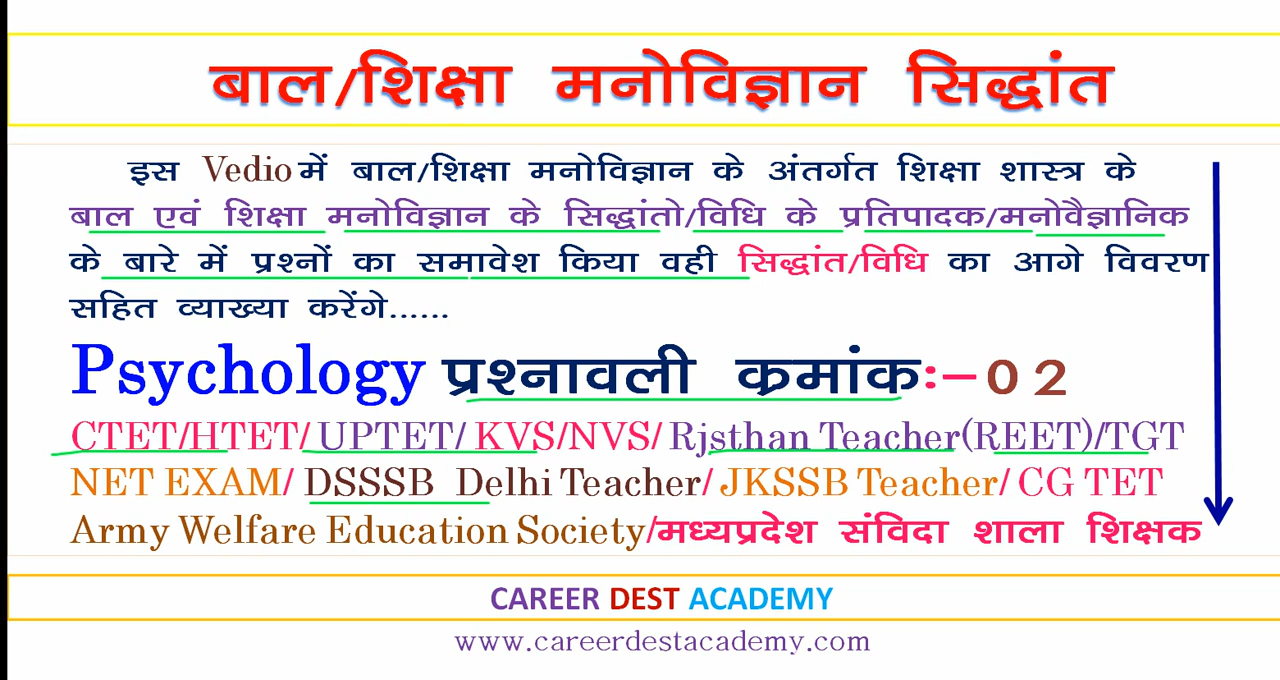 बाल/शिक्षा मनोविज्ञान सिद्धांत
इस Vedio में बाल/शिक्षा मनोविज्ञान के अंतर्गत शिक्षा शास्त्र के
बाल एवं शिक्षा मनोविज्ञान के सिद्धांतो/विधि के प्रतिपादक/मनोवैज्ञानिक
के बारे में प्रश्नों का समावेश किया वही सिद्धांत/विधि का आगे विवरण
सहित व्याख्या करेंगे......
Psychology प्रश्नावली क्रमांकः–02
CTET/HTET/ UPTET/ KVS/NVS/ Rjsthan Teacher(REET)/TGT
NET EXAM/ DSSSB Delhi Teacher/ JKSSB Teacher/ CG TET
Army Welfare Education Society/मध्यप्रदेश संविदा शाला शिक्षक
CAREER DEST ACADEMY
www.careerdestacademy.com